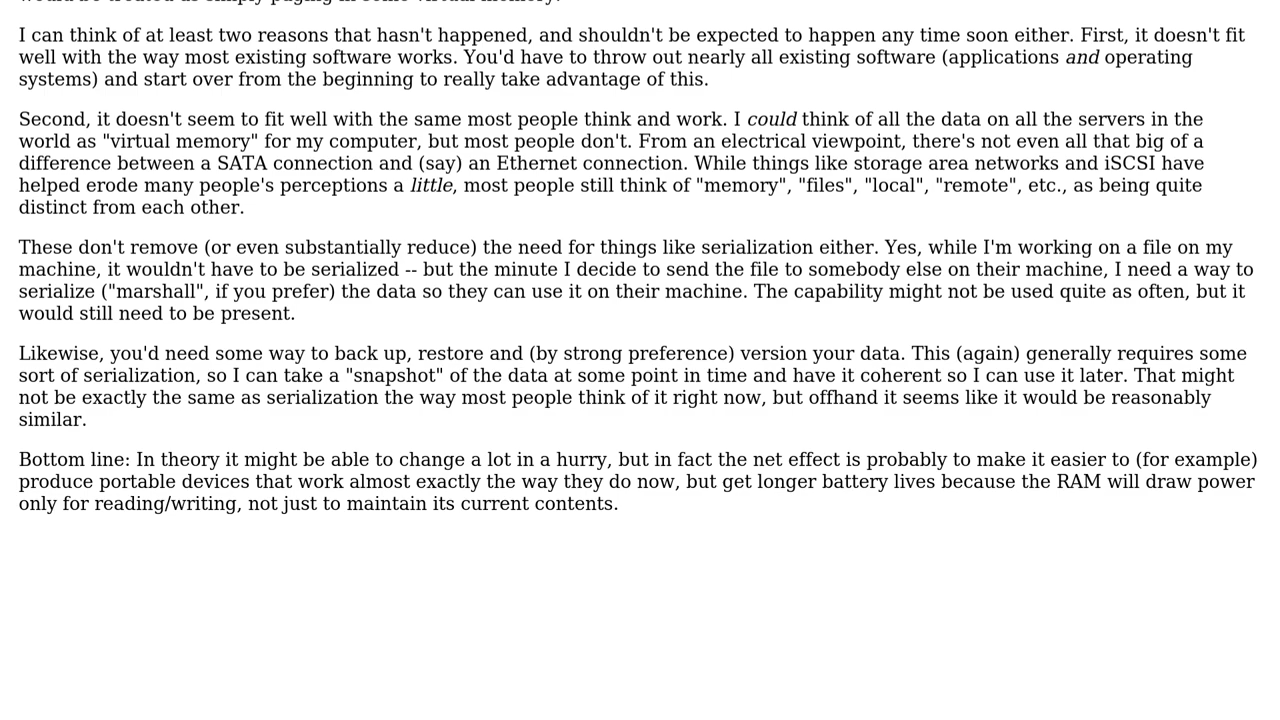 I can think of at least two reasons that hasn't happened, and shouldn't be expected to happen any time soon either. First, it doesn't fit
well with the way most existing software works. You'd have to throw out nearly all existing software (applications and operating
systems) and start over from the beginning to really take advantage of this.
Second, it doesn't seem to fit well with the same most people think and work. I could think of all the data on all the servers in the
world as "virtual memory" for my computer, but most people don't. From an electrical viewpoint, there's not even all that big of a
difference between a SATA connection and (say) an Ethernet connection. While things like storage area networks and iSCSI have
helped erode many people's perceptions a little, most people still think of "memory", "files", "local", "remote", etc., as being quite
distinct from each other.
These don't remove (or even substantially reduce) the need for things like serialization either. Yes, while I'm working on a file on my
machine, it wouldn't have to be serialized -- but the minute I decide to send the file to somebody else on their machine, I need a way to
serialize ("marshall", if you prefer) the data so they can use it on their machine. The capability might not be used quite as often, but it
would still need to be present.
Likewise, you'd need some way to back up, restore and (by strong preference) version your data. This (again) generally requires some
sort of serialization, so I can take a "snapshot" of the data at some point in time and have it coherent so I can use it later. That might
not be exactly the same as serialization the way most people think of it right now, but offhand it seems like it would be reasonably
similar.
Bottom line: In theory it might be able to change a lot in a hurry, but in fact the net effect is probably to make it easier to (for example)
produce portable devices that work almost exactly the way they do now, but get longer battery lives because the RAM will draw power
only for reading/writing, not just to maintain its current contents.